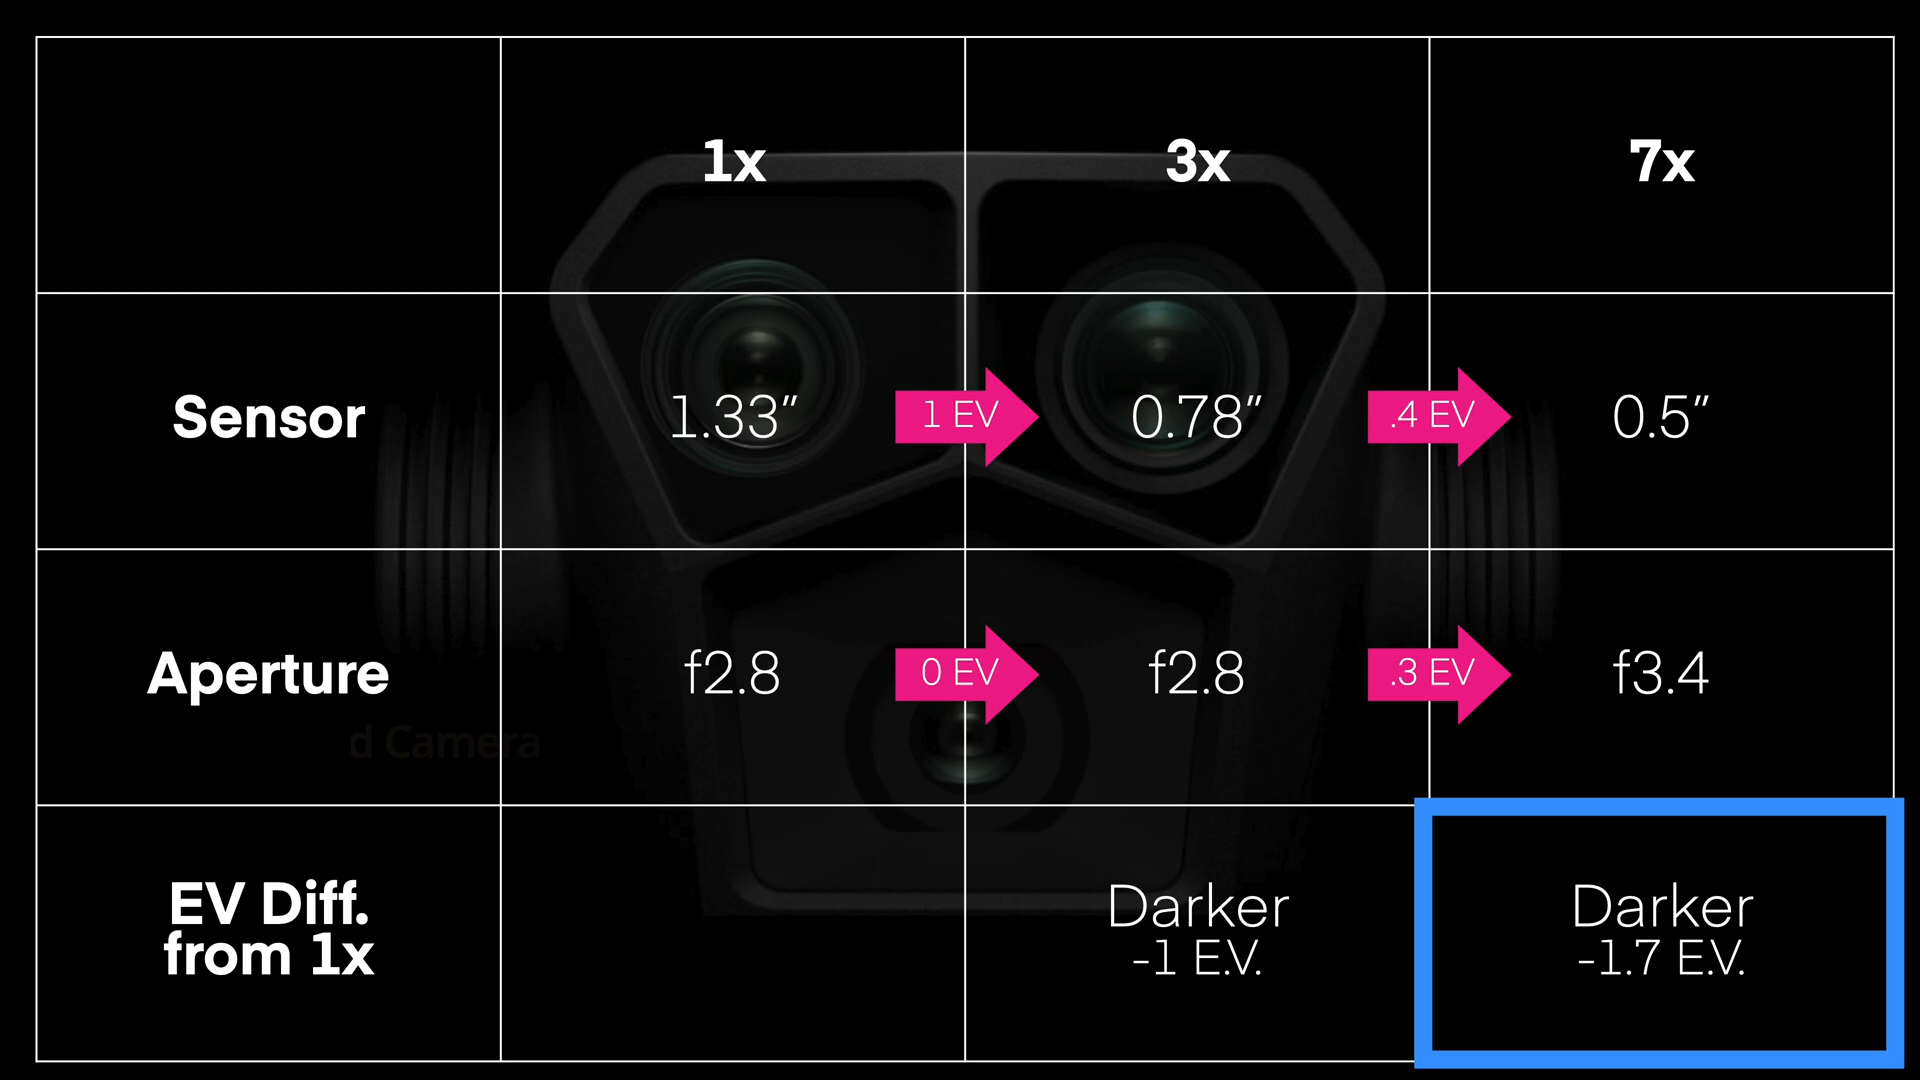 1x 3x 7x
Sensor 1.33″ 1 EV 0.78″ .4 EV 0.5″
Aperture f2.8 0 EV f2.8 .3 EV f3.4
d Camera
EV Diff.
from 1x
Darker
-1 E.V.
Darker
-1.7 E.V.